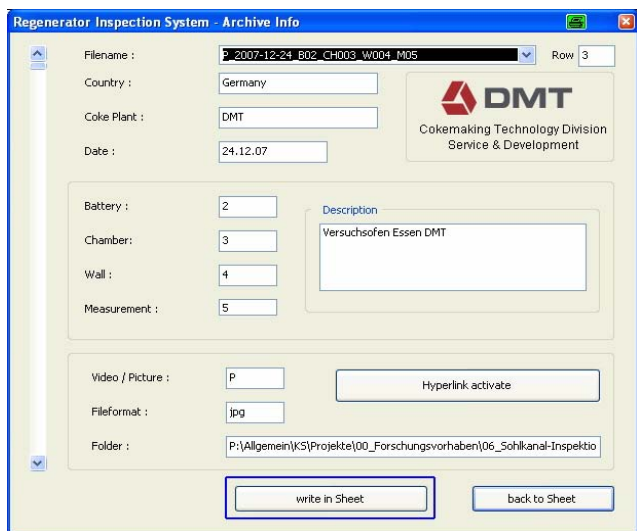 Regenerator Inspection System - Archive Info
Filename : P_2007-12-24_B02_CH003_W004_M05 Row 3
Country : Germany
DMT
Cokemaking Technology Division
Service & Development
Coke Plant : DMT
Date : 24.12.07
Battery : 2
Chamber: 3
Wall : 4
Measurement : 5
Description
Versuchsofen Essen DMT
Video / Picture : P
Hyperlink activate
Fileformat : jpg
Folder : P:\Allgemein\KS\Projekte\00_Forschungsvorhaben\06_Sohlkanal-Inspektio
write in Sheet back to Sheet